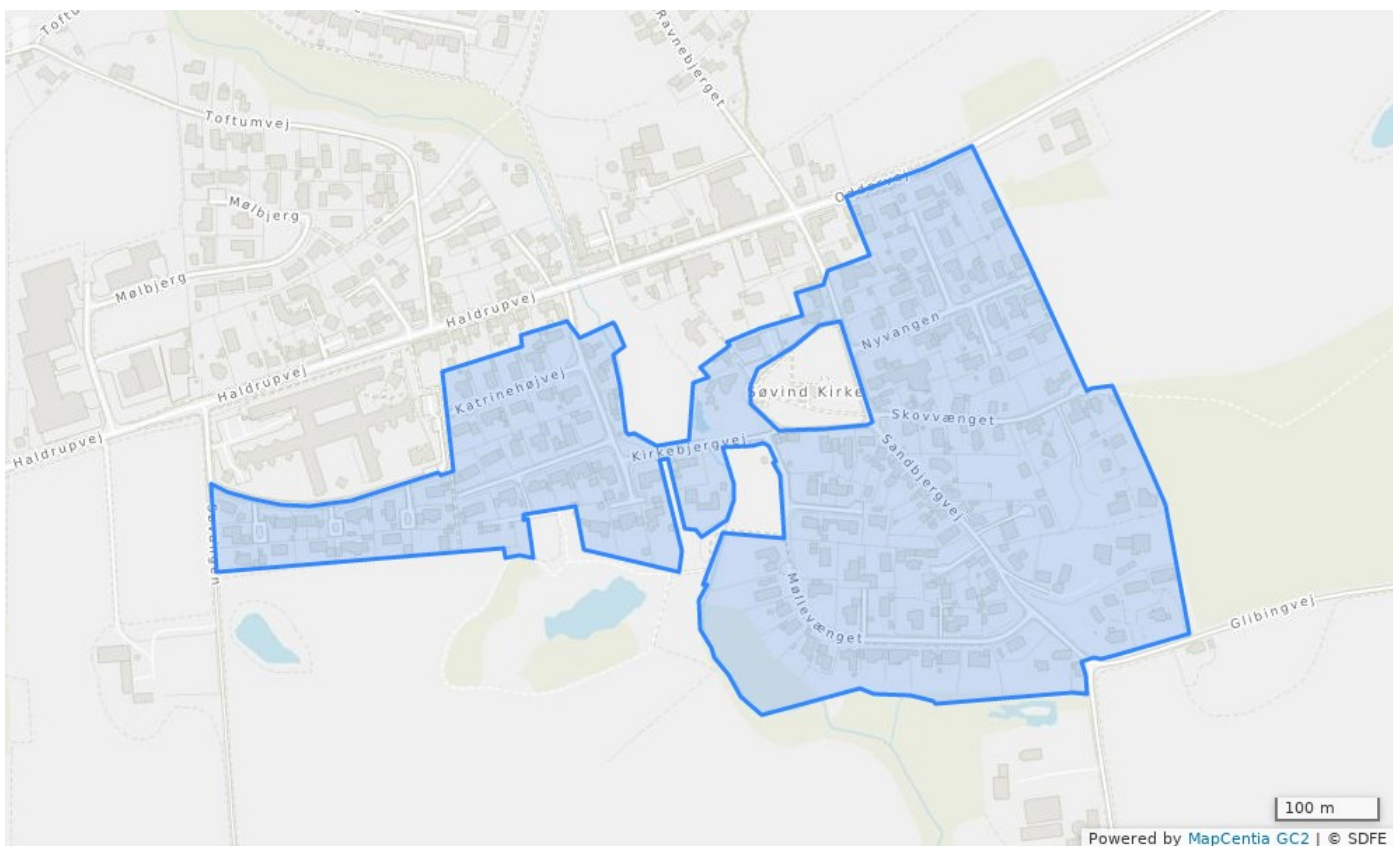 Toftu
Ravnebjerget
Toftumvej
Oddervej
Mølbjerg
Mølbjerg
Haldrupvej
Nyvangen
Haldrupvej
Katrinehøjvej
Søvind Kirke
Skovvænget
Haldrupvej
Kirkebjergvej
Sandbjergvej
Møllevænget
Glibingvej
100 m
Powered by MapCentia GC2 | © SDFE